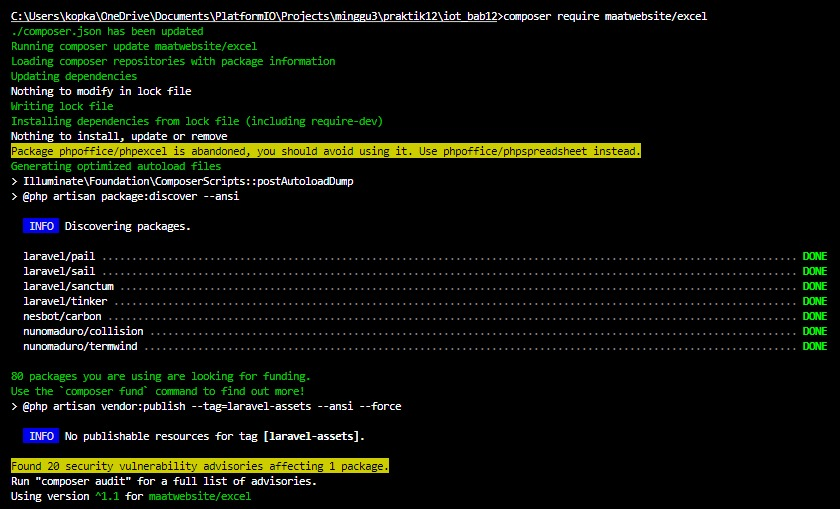 C:\Users\kopka\OneDrive\Documents\PlatformIO\Projects\minggu3\praktik12\iot_bab12>composer require maatwebsite/excel
./composer.json has been updated
Running composer update maatwebsite/excel
Loading composer repositories with package information
Updating dependencies
Nothing to modify in lock file
Writing lock file
Installing dependencies from lock file (including require-dev)
Nothing to install, update or remove
Package phpoffice/phpexcel is abandoned, you should avoid using it. Use phpoffice/phpspreadsheet instead.
Generating optimized autoload files
> Illuminate\Foundation\ComposerScripts::postAutoloadDump
> @php artisan package:discover --ansi
INFO Discovering packages.
laravel/pail ........................................................................ DONE
laravel/sail ........................................................................ DONE
laravel/sanctum ..................................................................... DONE
laravel/tinker ...................................................................... DONE
nesbot/carbon ....................................................................... DONE
nunomaduro/collision ................................................................ DONE
nunomaduro/termwind ................................................................. DONE
80 packages you are using are looking for funding.
Use the `composer fund` command to find out more!
> @php artisan vendor:publish --tag=laravel-assets --ansi --force
INFO No publishable resources for tag [laravel-assets].
Found 20 security vulnerability advisories affecting 1 package.
Run "composer audit" for a full list of advisories.
Using version ^1.1 for maatwebsite/excel